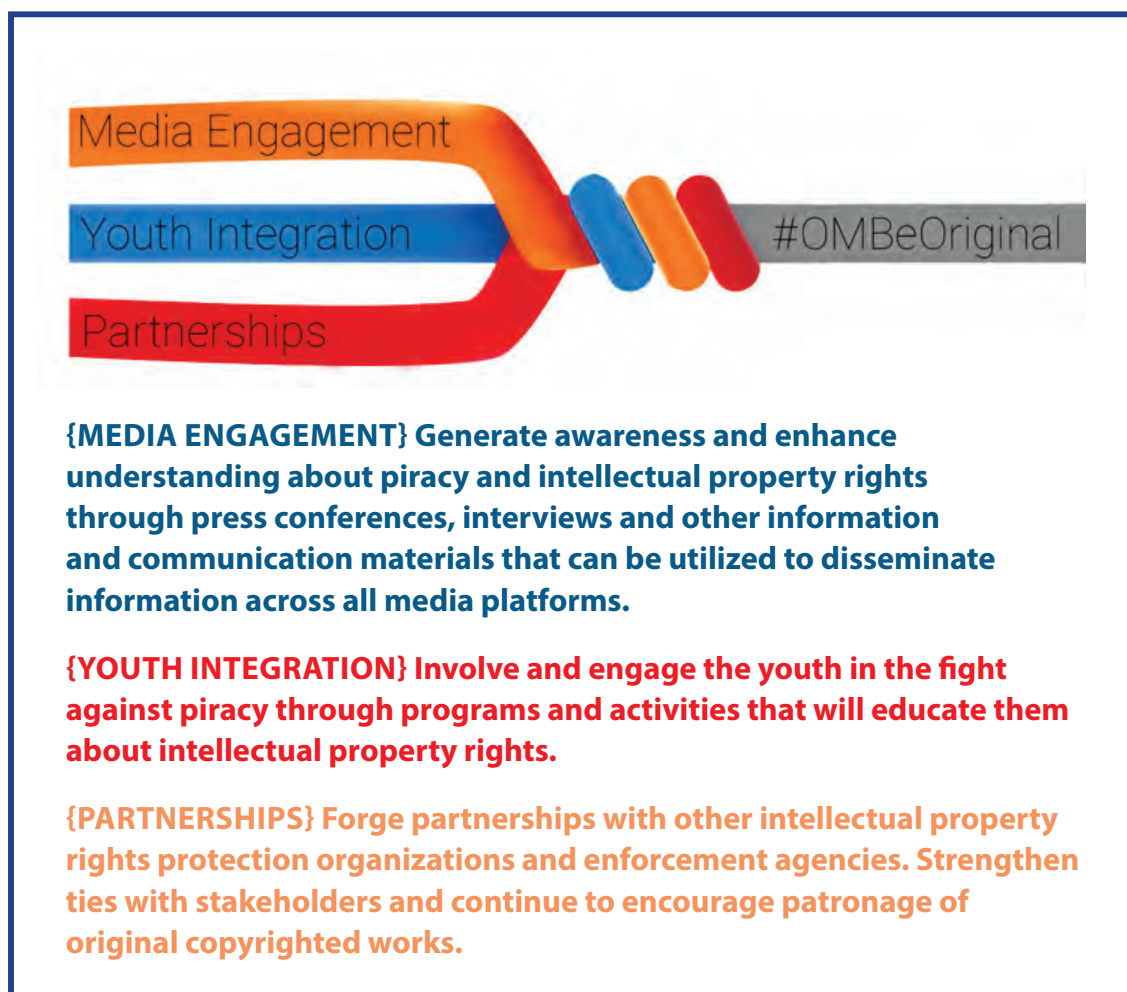 Media Engagement
Youth Integration
#OMBeOriginal
Partnerships
{MEDIA ENGAGEMENT} Generate awareness and enhance
understanding about piracy and intellectual property rights
through press conferences, interviews and other information
and communication materials that can be utilized to disseminate
information across all media platforms.
{YOUTH INTEGRATION} Involve and engage the youth in the fight
against piracy through programs and activities that will educate them
about intellectual property rights.
{PARTNERSHIPS} Forge partnerships with other intellectual property
rights protection organizations and enforcement agencies. Strengthen
ties with stakeholders and continue to encourage patronage of
original copyrighted works.